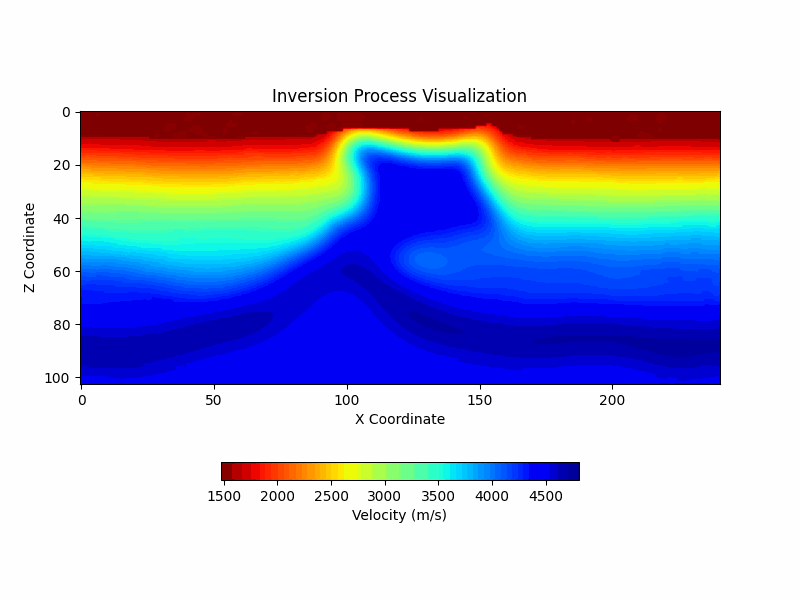 Inversion Process Visualization
0
20
40
60
80
100
Z Coordinate
0 50 100 150 200
X Coordinate
1500 2000 2500 3000 3500 4000 4500
Velocity (m/s)